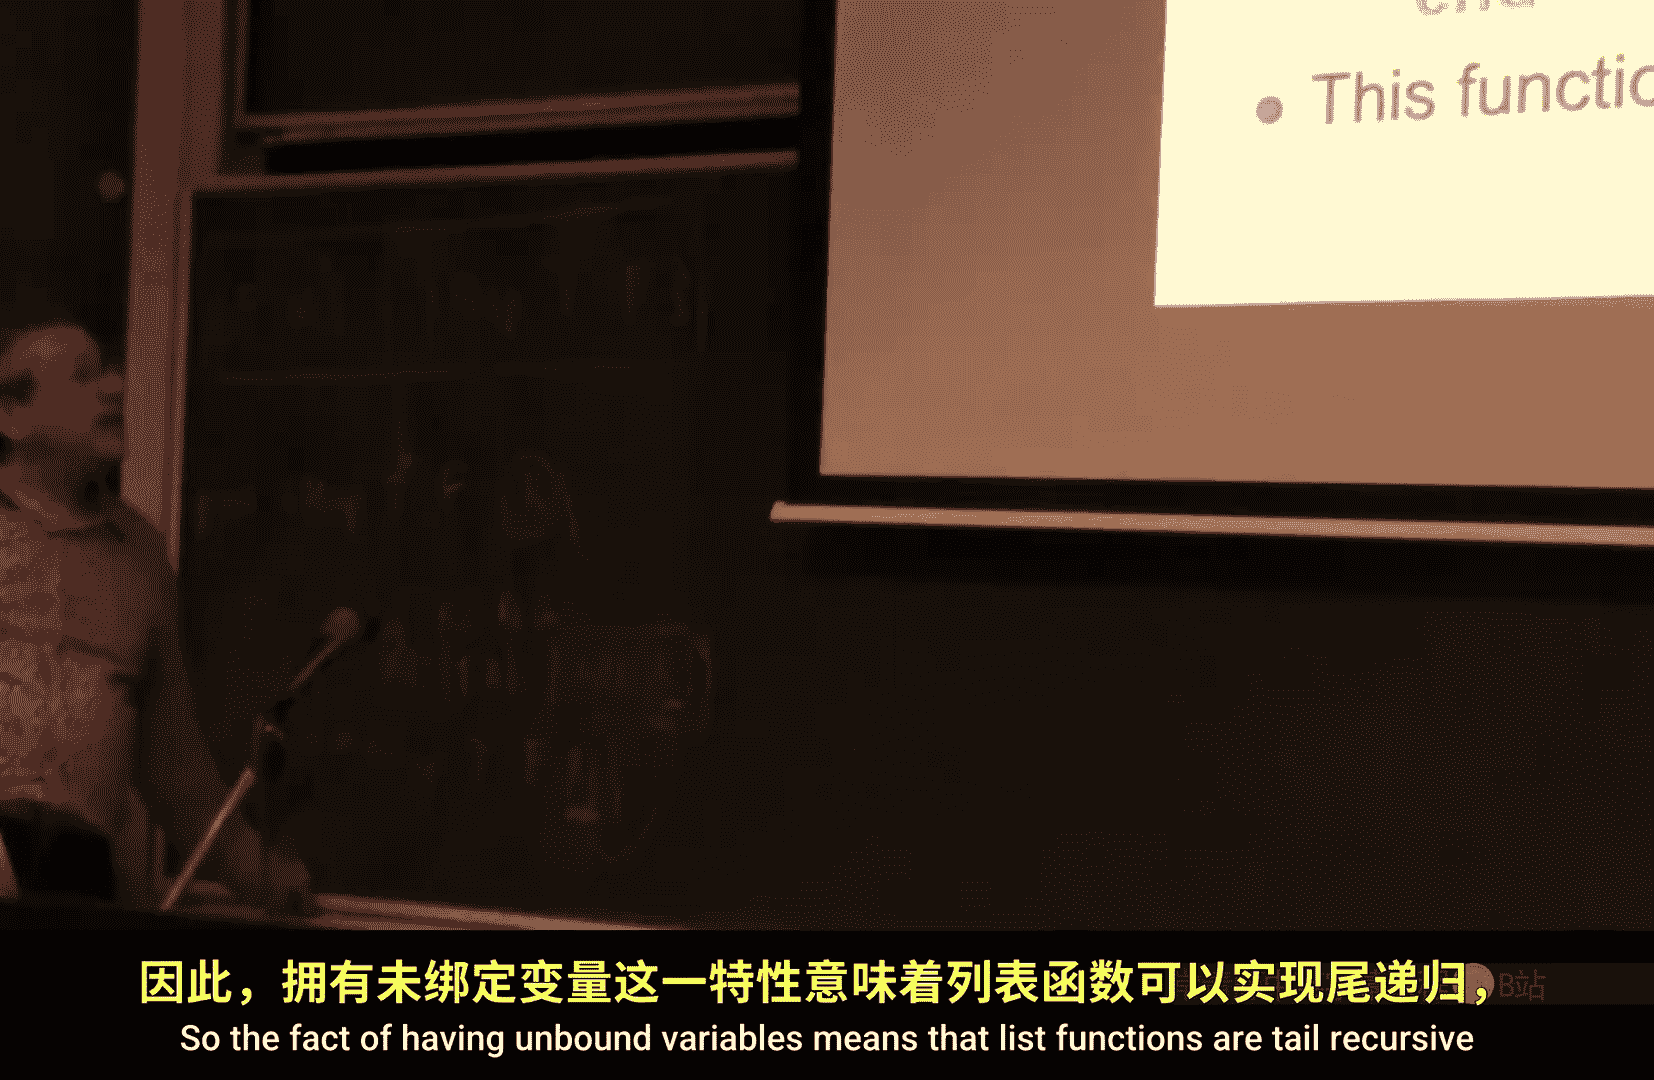 This functio
因此，拥有未绑定变量这一特性意味着列表函数可以实现尾递归，
B站
So the fact of having unbound variables means that list functions are tail recursive